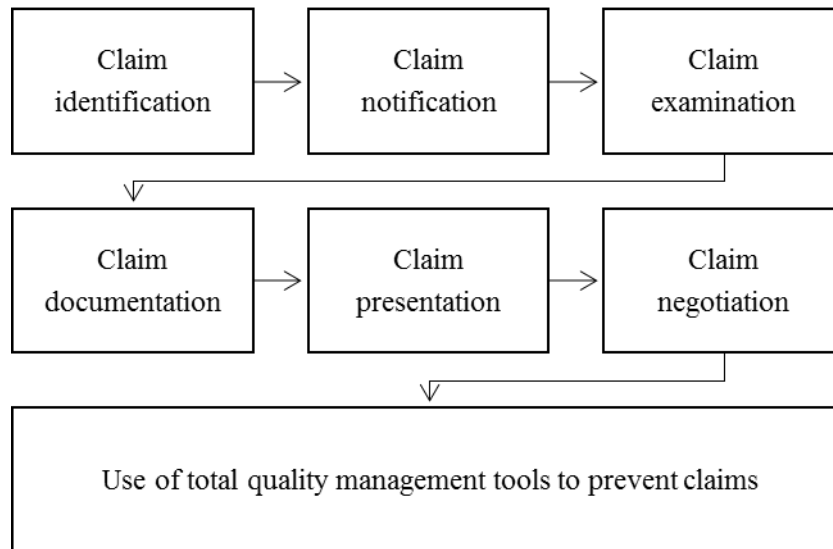 Claim
identification
Claim
notification
Claim
examination
Claim
documentation
Claim
presentation
Claim
negotiation
Use of total quality management tools to prevent claims